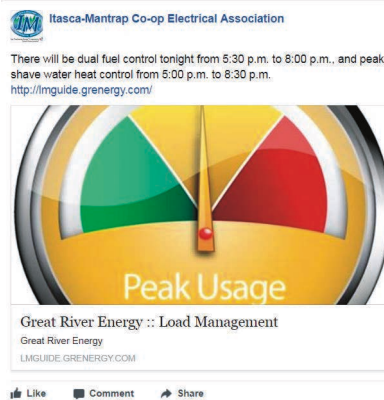 Itasca-Mantrap Co-op Electrical Association
There will be dual fuel control tonight from 5:30 p.m. to 8:00 p.m., and peak
shave water heat control from 5:00 p.m. to 8:30 p.m.
http://lmguide.grenergy.com/
Peak Usage
Great River Energy :: Load Management
Great River Energy
LMGUIDE.GRENERGY.COM
Like Comment Share